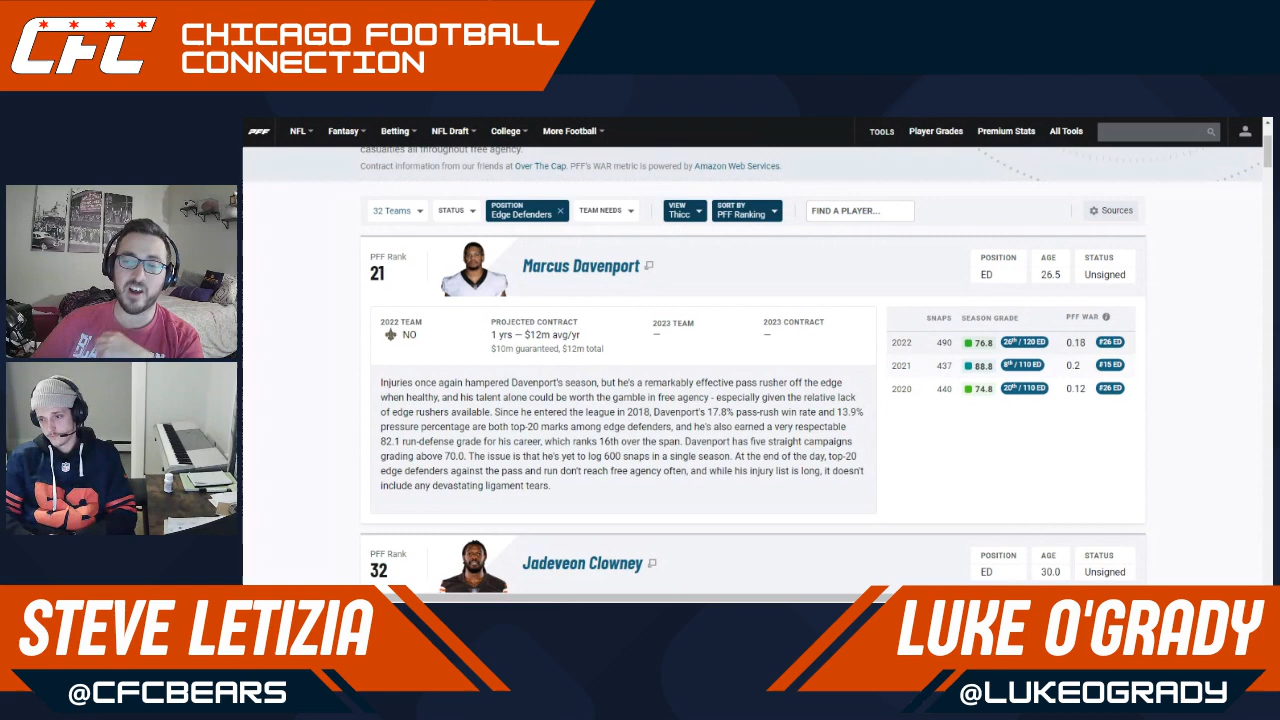 CFC
CHICAGO FOOTBALL
CONNECTION
PFF NFL Fantasy Betting NFL Draft College More Football TOOLS Player Grades Premium Stats All Tools
casualties all throughout free agency.
Contract information from our friends at Over The Cap. PFF's WAR metric is powered by Amazon Web Services.
32 Teams STATUS POSITION Edge Defenders × TEAM NEEDS VIEW Thicc SORT BY PFF Ranking FIND A PLAYER... Sources
PFF Rank
21
Marcus Davenport
POSITION AGE STATUS
ED 26.5 Unsigned
2022 TEAM PROJECTED CONTRACT 2023 TEAM 2023 CONTRACT
NO 1 yrs — $12m avg/yr — —
$10m guaranteed, $12m total
SNAPS SEASON GRADE PFF WAR
2022 490 76.8 26th / 120 ED 0.18 #26 ED
2021 437 88.8 8th / 110 ED 0.2 #15 ED
2020 440 74.8 20th / 110 ED 0.12 #26 ED
Injuries once again hampered Davenport's season, but he's a remarkably effective pass rusher off the edge
when healthy, and his talent alone could be worth the gamble in free agency - especially given the relative lack
of edge rushers available. Since he entered the league in 2018, Davenport's 17.8% pass-rush win rate and 13.9%
pressure percentage are both top-20 marks among edge defenders, and he's also earned a very respectable
82.1 run-defense grade for his career, which ranks 16th over the span. Davenport has five straight campaigns
grading above 70.0. The issue is that he's yet to log 600 snaps in a single season. At the end of the day, top-20
edge defenders against the pass and run don't reach free agency often, and while his injury list is long, it doesn't
include any devastating ligament tears.
PFF Rank
32
Jadeveon Clowney
POSITION AGE STATUS
ED 30.0 Unsigned
STEVE LETIZIA
@CFCBEARS
LUKE O'GRADY
@LUKEOGRADY